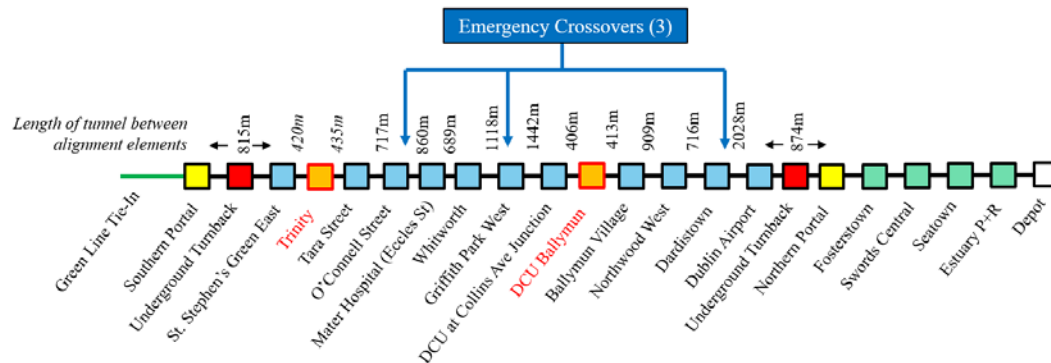 Emergency Crossovers (3)
Length of tunnel between
alignment elements
815m
420m
435m
717m
860m
689m
1118m
1442m
406m
413m
909m
716m
2028m
874m
Green Line Tie-In
Southern Portal
Underground Turnback
St. Stephen's Green East
Trinity
Tara Street
O'Connell Street
Mater Hospital (Eccles St)
Whitworth
Griffith Park West
DCU at Collins Ave Junction
DCU Ballymun
Ballymun Village
Northwood West
Dardistown
Dublin Airport
Underground Turnback
Northern Portal
Fosterstown
Swords Central
Seatown
Estuary P+R
Depot